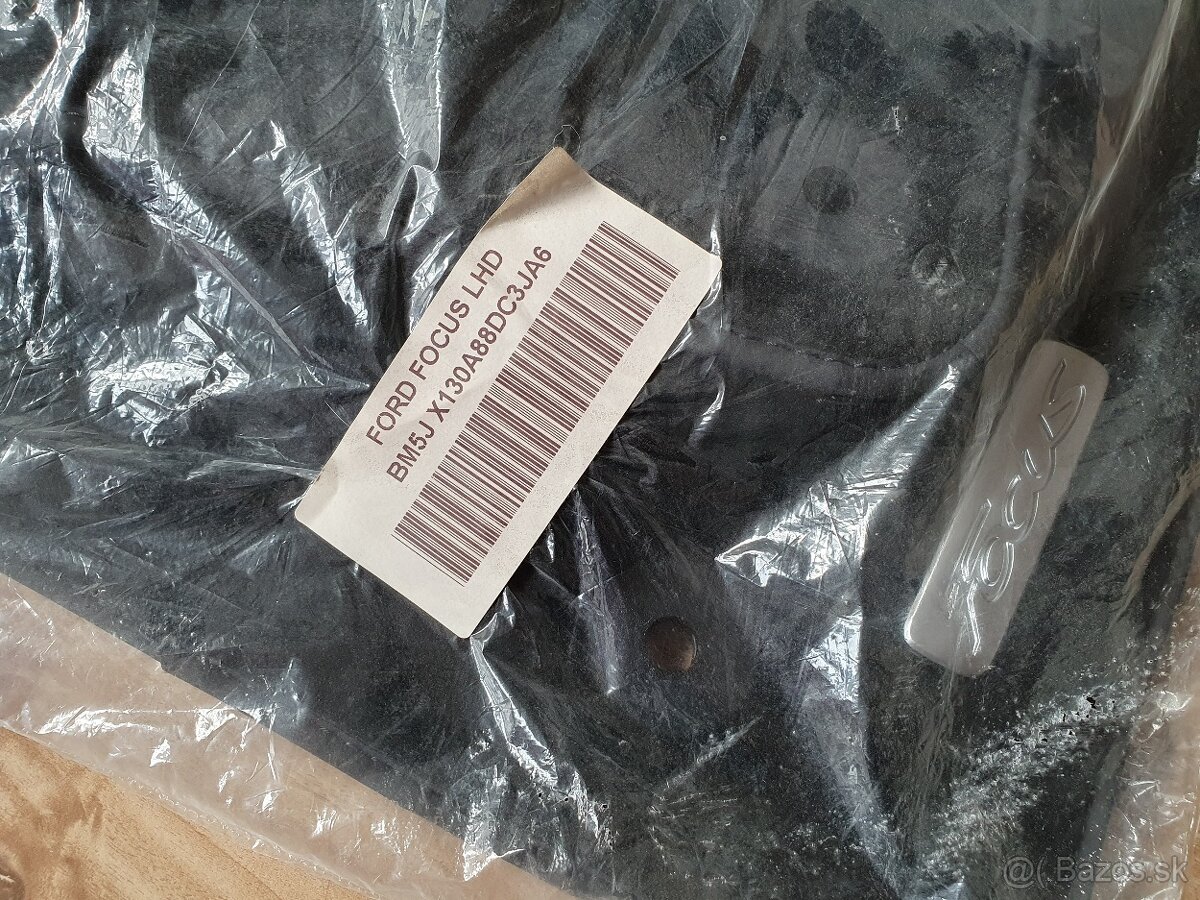 FORD FOCUS LHD
BM5J X130A88DC3JA6
Focus
@( Bazos.sk